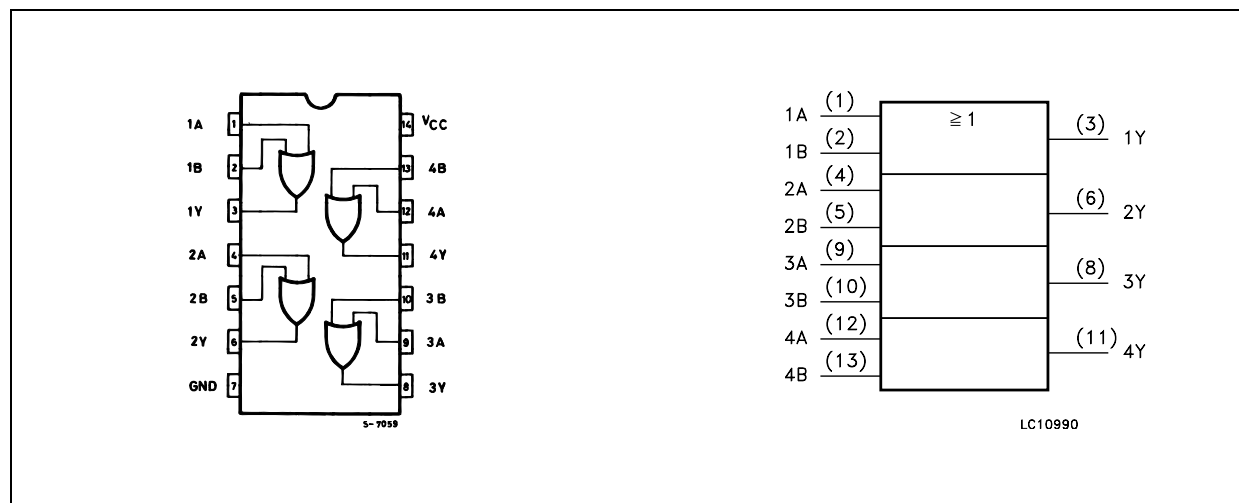 1A 1 14 VCC
1B 2 13 4B
1Y 3 12 4A
2A 4 11 4Y
2B 5 10 3B
2Y 6 9 3A
GND 7 8 3Y
S-7059
≧ 1
1A (1)
1B (2)
2A (4)
2B (5)
3A (9)
3B (10)
4A (12)
4B (13)
(3) 1Y
(6) 2Y
(8) 3Y
(11) 4Y
LC10990